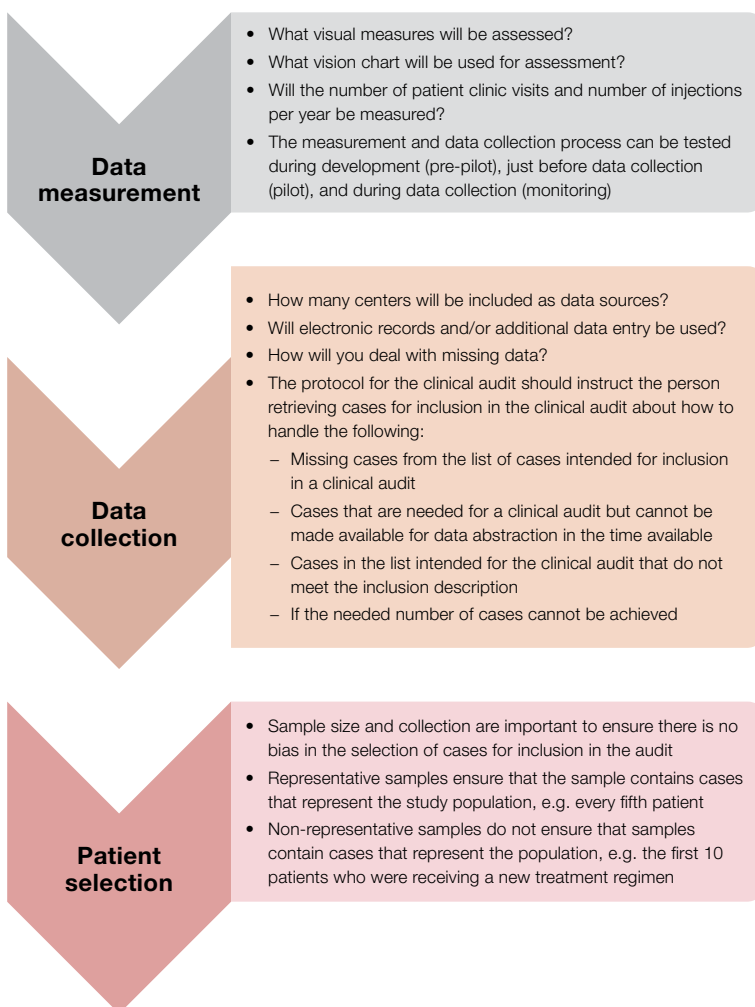 Data
measurement
• What visual measures will be assessed?
• What vision chart will be used for assessment?
• Will the number of patient clinic visits and number of injections
per year be measured?
• The measurement and data collection process can be tested
during development (pre-pilot), just before data collection
(pilot), and during data collection (monitoring)
Data
collection
• How many centers will be included as data sources?
• Will electronic records and/or additional data entry be used?
• How will you deal with missing data?
• The protocol for the clinical audit should instruct the person
retrieving cases for inclusion in the clinical audit about how to
handle the following:
– Missing cases from the list of cases intended for inclusion
in a clinical audit
– Cases that are needed for a clinical audit but cannot be
made available for data abstraction in the time available
– Cases in the list intended for the clinical audit that do not
meet the inclusion description
– If the needed number of cases cannot be achieved
Patient
selection
• Sample size and collection are important to ensure there is no
bias in the selection of cases for inclusion in the audit
• Representative samples ensure that the sample contains cases
that represent the study population, e.g. every fifth patient
• Non-representative samples do not ensure that samples
contain cases that represent the population, e.g. the first 10
patients who were receiving a new treatment regimen